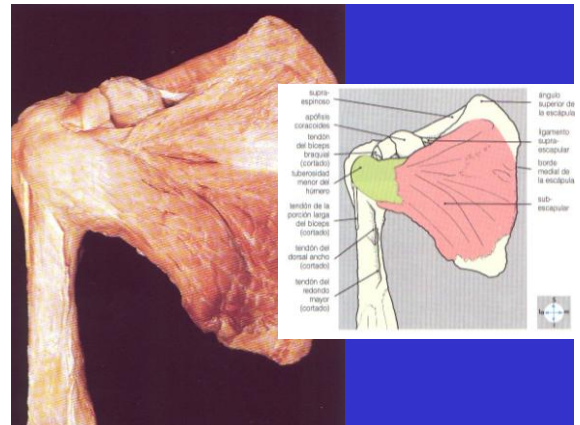 supra-
espinoso
apófisis
coracoides
tendón
del bíceps
braquial
(cortado)
tuberosidad
menor del
húmero
tendón de la
porción larga
del bíceps
(cortado)
tendón del
dorsal ancho
(cortado)
tendón del
redondo
mayor
(cortado)
ángulo
superior de
la escápula
ligamento
supra-
escapular
borde
medial de
la escápula
sub-
escapular
S
la
M